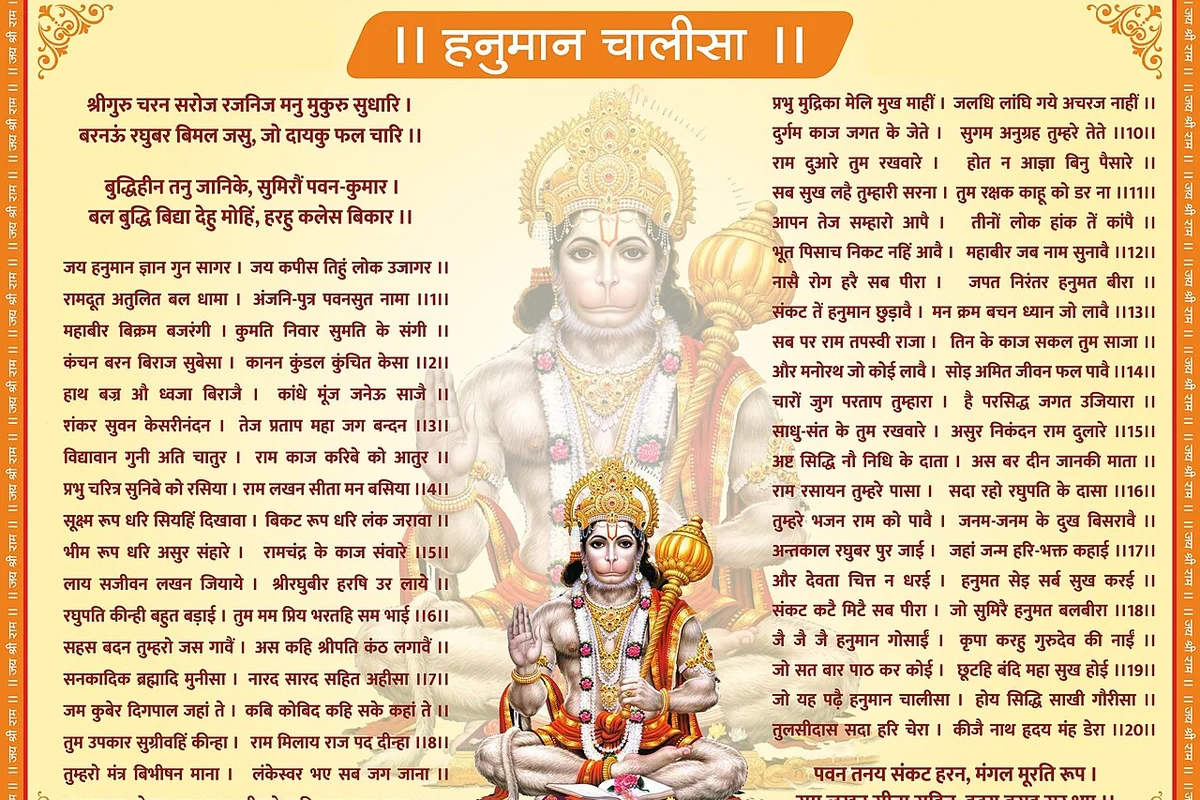 ।। हनुमान चालीसा ।।
श्रीगुरु चरन सरोज रजनिज मनु मुकुरु सुधारि ।
बरनऊं रघुबर बिमल जसु, जो दायकु फल चारि ।।
बुद्धिहीन तनु जानिके, सुमिरौं पवन-कुमार ।
बल बुद्धि बिद्या देहु मोहिं, हरहु कलेस बिकार ।।
जय हनुमान ज्ञान गुन सागर । जय कपीस तिहुं लोक उजागर ।।
रामदूत अतुलित बल धामा । अंजनि-पुत्र पवनसुत नामा ।।1।।
महाबीर बिक्रम बजरंगी । कुमति निवार सुमति के संगी ।।
कंचन बरन बिराज सुबेसा । कानन कुंडल कुंचित केसा ।।2।।
हाथ बज्र औ ध्वजा बिराजै । कांधे मूंज जनेऊ साजै ।।
शंकर सुवन केसरीनंदन । तेज प्रताप महा जग बन्दन ।।3।।
विद्यावान गुनी अति चातुर । राम काज करिबे को आतुर ।।
प्रभु चरित्र सुनिबे को रसिया । राम लखन सीता मन बसिया ।।4।।
सूक्ष्म रूप धरि सियहिं दिखावा । बिकट रूप धरि लंक जरावा ।।
भीम रूप धरि असुर संहारे । रामचंद्र के काज संवारे ।।5।।
लाय सजीवन लखन जियाये । श्रीरघुबीर हरषि उर लाये ।।
रघुपति कीन्ही बहुत बड़ाई । तुम मम प्रिय भरतहि सम भाई ।।6।।
सहस बदन तुम्हरो जस गावैं । अस कहि श्रीपति कंठ लगावैं ।।
सनकादिक ब्रह्मादि मुनीसा । नारद सारद सहित अहीसा ।।7।।
जम कुबेर दिगपाल जहां ते । कबि कोबिद कहि सके कहां ते ।।
तुम उपकार सुग्रीवहिं कीन्हा । राम मिलाय राज पद दीन्हा ।।8।।
तुम्हरो मंत्र बिभीषन माना । लंकेस्वर भए सब जग जाना ।।
प्रभु मुद्रिका मेलि मुख माहीं । जलधि लांघि गये अचरज नाहीं ।।
दुर्गम काज जगत के जेते । सुगम अनुग्रह तुम्हरे तेते ।।10।।
राम दुआरे तुम रखवारे । होत न आज्ञा बिनु पैसारे ।।
सब सुख लहै तुम्हारी सरना । तुम रक्षक काहू को डर ना ।।11।।
आपन तेज सम्हारो आपै । तीनों लोक हांक तें कांपै ।।
भूत पिसाच निकट नहिं आवै । महाबीर जब नाम सुनावै ।।12।।
नासै रोग हरै सब पीरा । जपत निरंतर हनुमत बीरा ।।
संकट तें हनुमान छुड़ावै । मन क्रम बचन ध्यान जो लावै ।।13।।
सब पर राम तपस्वी राजा । तिन के काज सकल तुम साजा ।।
और मनोरथ जो कोई लावै । सोइ अमित जीवन फल पावै ।।14।।
चारों जुग परताप तुम्हारा । है परसिद्ध जगत उजियारा ।।
साधु-संत के तुम रखवारे । असुर निकंदन राम दुलारे ।।15।।
अष्ट सिद्धि नौ निधि के दाता । अस बर दीन जानकी माता ।।
राम रसायन तुम्हरे पासा । सदा रहो रघुपति के दासा ।।16।।
तुम्हरे भजन राम को पावै । जनम-जनम के दुख बिसरावै ।।
अन्तकाल रघुबर पुर जाई । जहां जन्म हरि-भक्त कहाई ।।17।।
और देवता चित्त न धरई । हनुमत सेइ सर्ब सुख करई ।।
संकट कटै मिटै सब पीरा । जो सुमिरै हनुमत बलबीरा ।।18।।
जै जै जै हनुमान गोसाईं । कृपा करहु गुरुदेव की नाईं ।।
जो सत बार पाठ कर कोई । छूटहि बंदि महा सुख होई ।।19।।
जो यह पढ़ै हनुमान चालीसा । होय सिद्धि साखी गौरीसा ।।
तुलसीदास सदा हरि चेरा । कीजै नाथ हृदय मंह डेरा ।।20।।
पवन तनय संकट हरन, मंगल मूरति रूप ।
।। जय श्री राम ।।